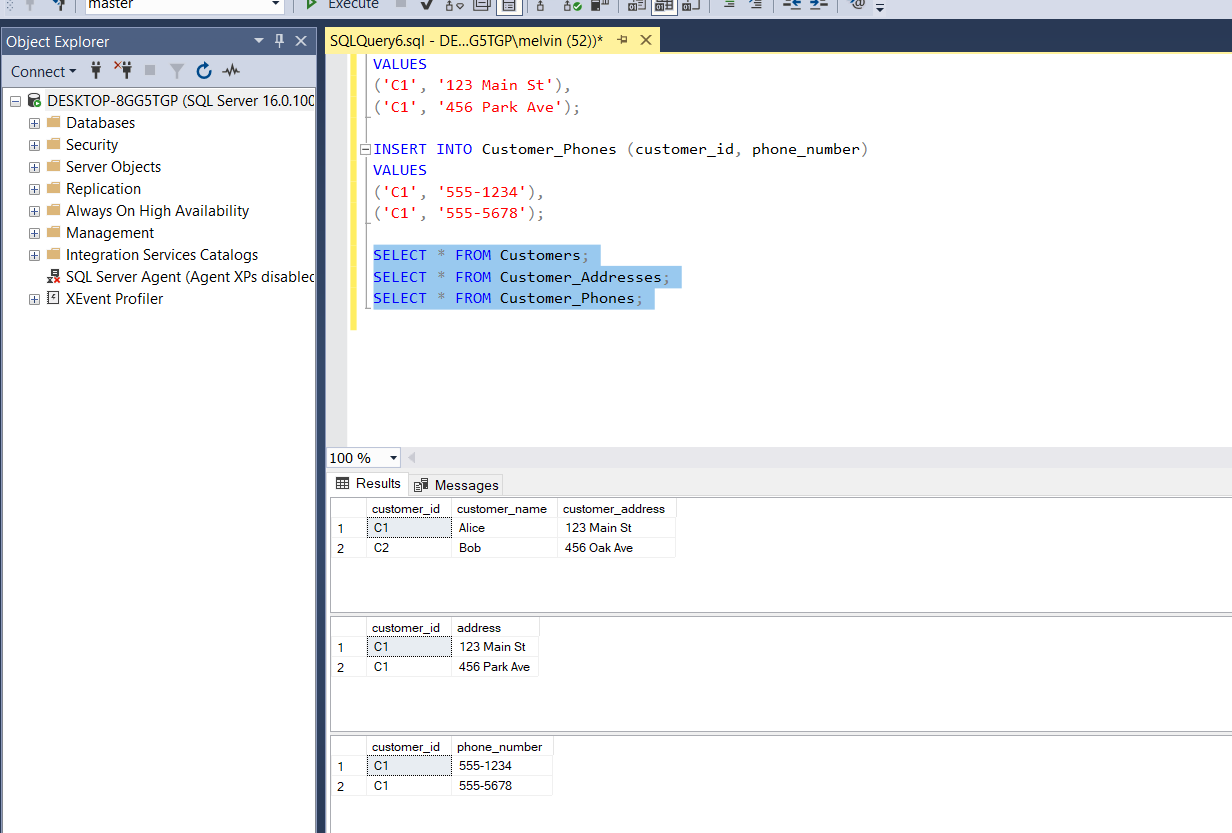 master
Execute
Object Explorer
SQLQuery6.sql - DE...G5TGP\melvin (52))*
Connect
DESKTOP-8GG5TGP (SQL Server 16.0.100
Databases
Security
Server Objects
Replication
Always On High Availability
Management
Integration Services Catalogs
SQL Server Agent (Agent XPs disabled
XEvent Profiler
VALUES
('C1', '123 Main St'),
('C1', '456 Park Ave');
INSERT INTO Customer_Phones (customer_id, phone_number)
VALUES
('C1', '555-1234'),
('C1', '555-5678');
SELECT * FROM Customers;
SELECT * FROM Customer_Addresses;
SELECT * FROM Customer_Phones;
100 %
Results Messages
customer_id customer_name customer_address
1 C1 Alice 123 Main St
2 C2 Bob 456 Oak Ave
customer_id address
1 C1 123 Main St
2 C1 456 Park Ave
customer_id phone_number
1 C1 555-1234
2 C1 555-5678